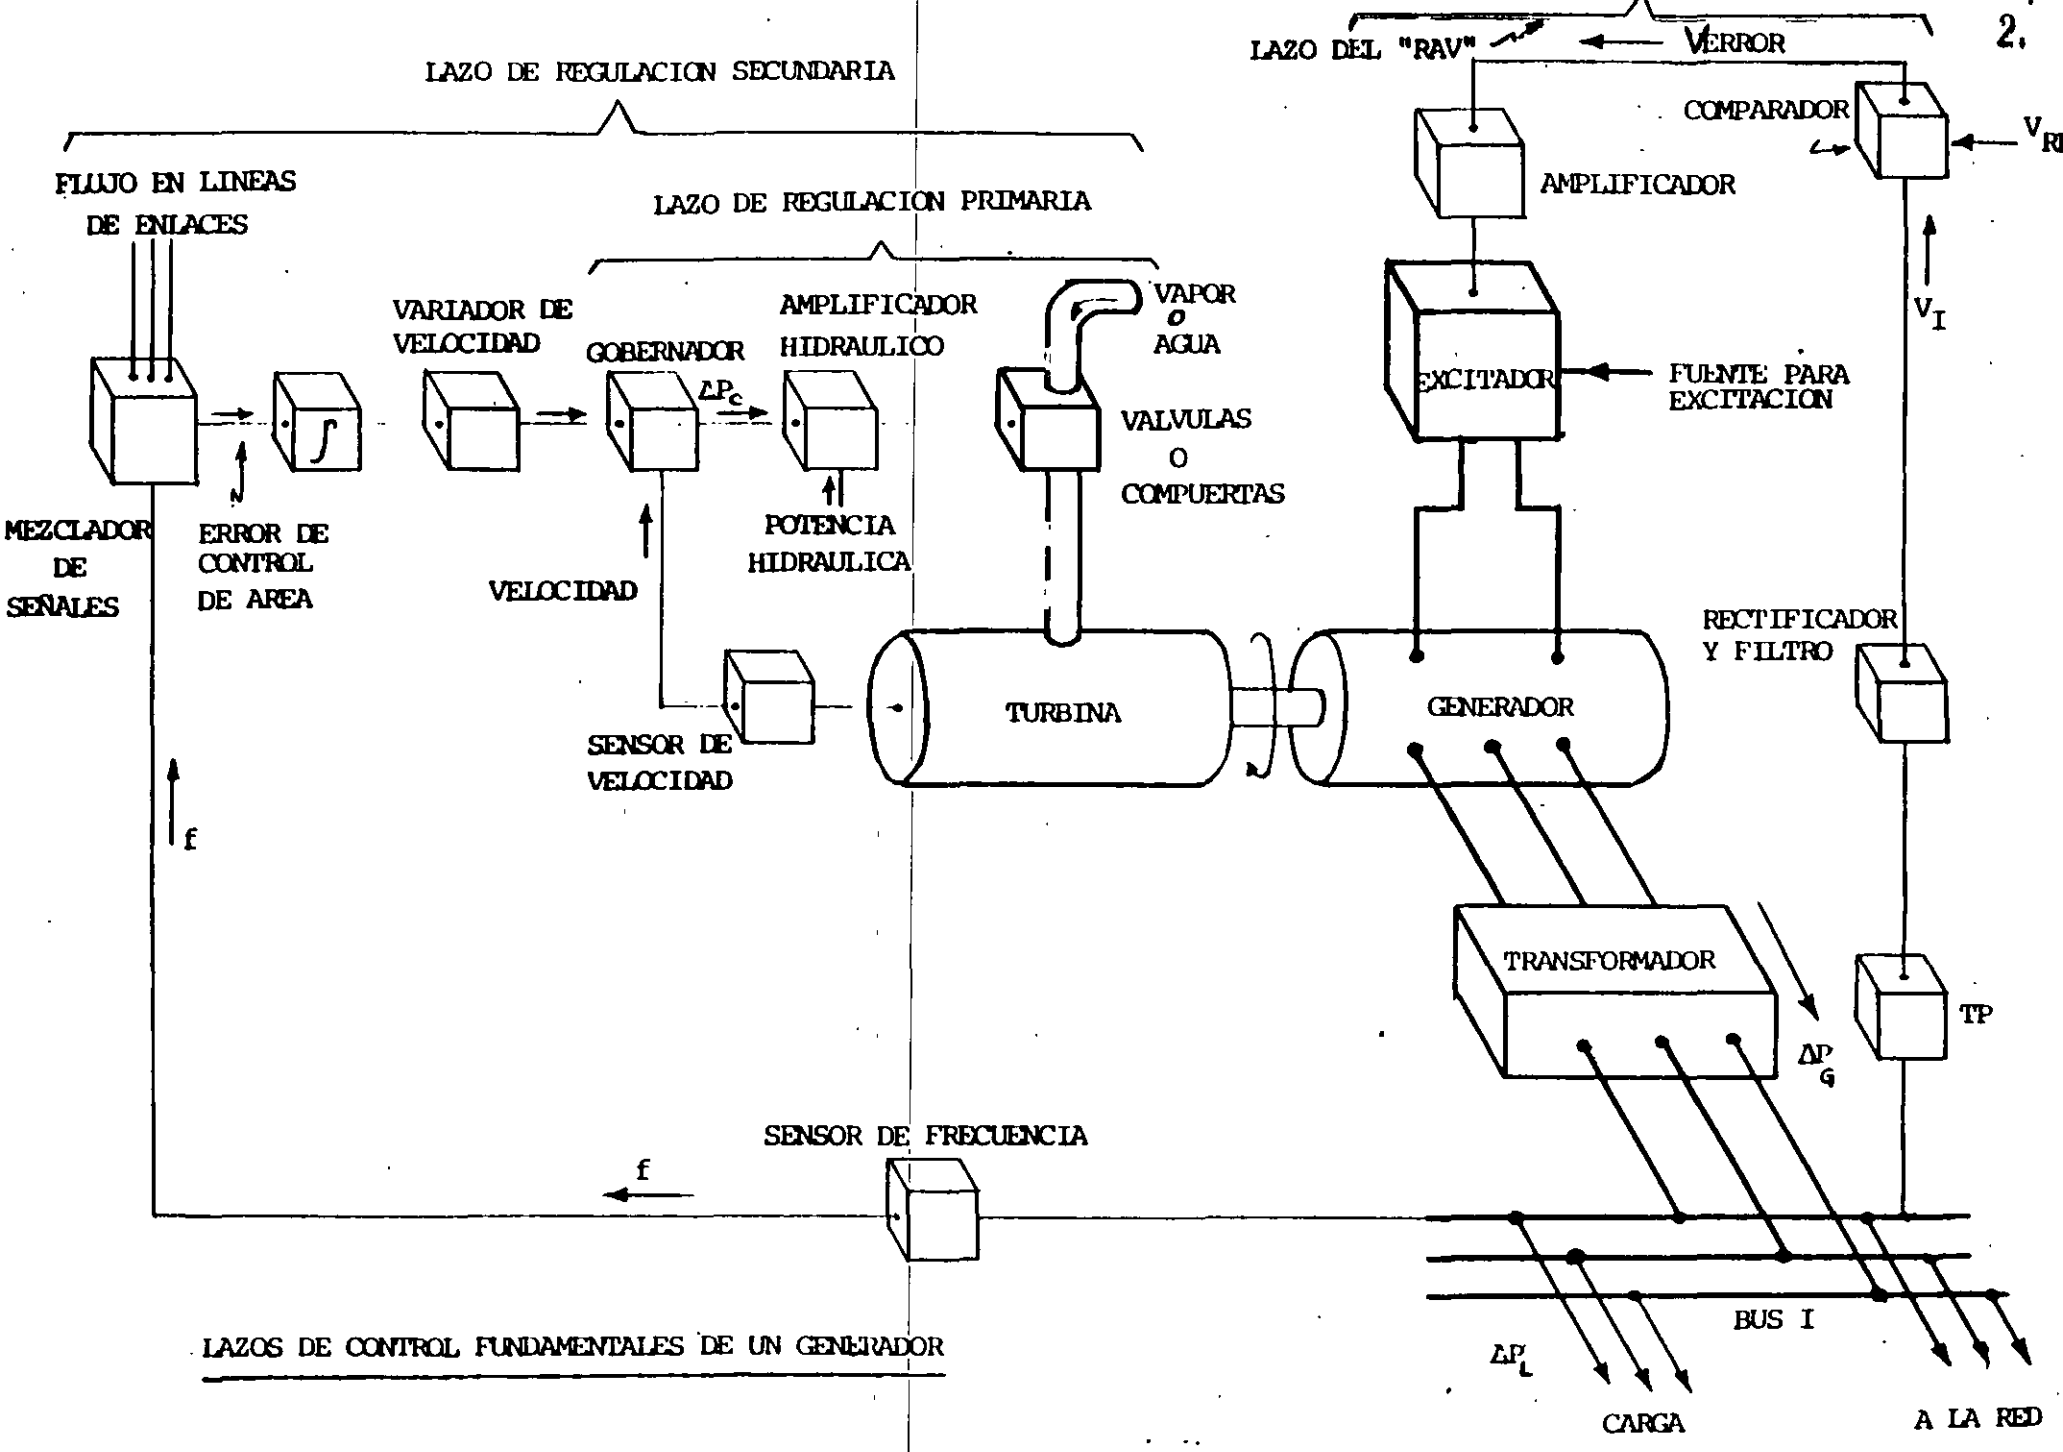 2.
LAZO DEL "RAV"
VERROR
LAZO DE REGULACION SECUNDARIA
COMPARADOR
AMPLIFICADOR
FLUJO EN LINEAS
DE ENLACES
LAZO DE REGULACION PRIMARIA
VARIADOR DE
VELOCIDAD
GOBERNADOR
ΔPc
AMPLIFICADOR
HIDRAULICO
VAPOR
O
AGUA
VI
EXCITADOR
FUENTE PARA
EXCITACION
∫
VALVULAS
O
COMPUERTAS
MEZCLADOR
DE
SEÑALES
ERROR DE
CONTROL
DE AREA
POTENCIA
HIDRAULICA
VELOCIDAD
RECTIFICADOR
Y FILTRO
TURBINA
GENERADOR
SENSOR DE
VELOCIDAD
f
TRANSFORMADOR
TP
ΔPG
SENSOR DE FRECUENCIA
f
BUS I
LAZOS DE CONTROL FUNDAMENTALES DE UN GENERADOR
ΔPL
CARGA
A LA RED